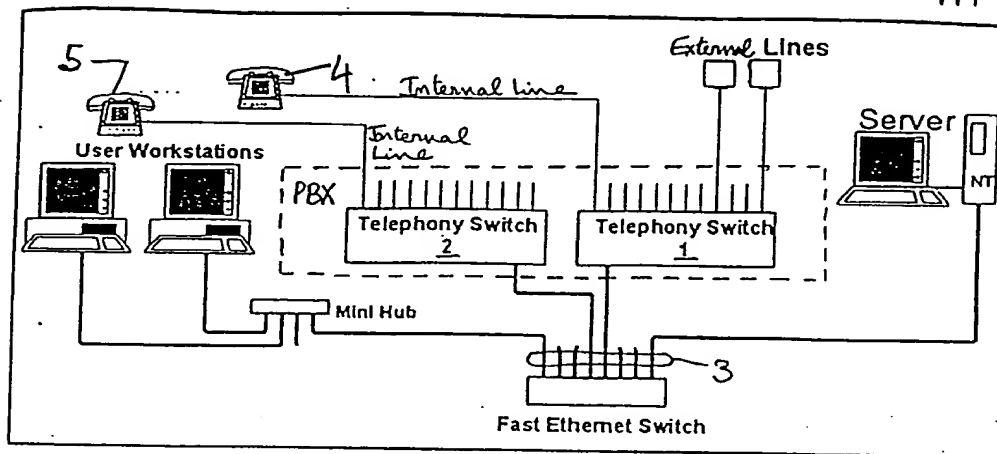 External Lines
5
4
Internal Line
Server
Internal
Line
User Workstations
NT
PBX
Telephony Switch
2
Telephony Switch
1
Mini Hub
3
Fast Ethernet Switch